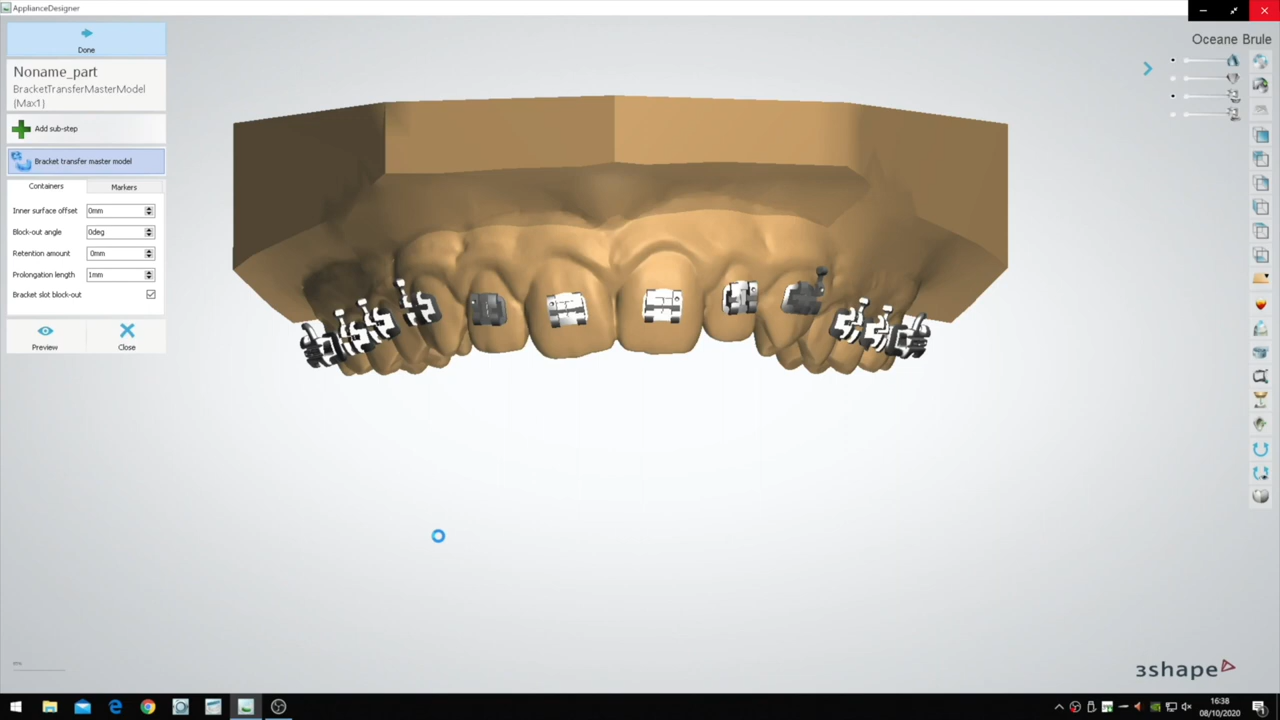 ApplianceDesigner
Done
Noname_part
BracketTransferMasterModel
(Max1)
Add sub-step
Bracket transfer master model
Containers
Markers
Inner surface offset
0mm
Block-out angle
0deg
Retention amount
0mm
Prolongation length
1mm
Bracket slot block-out
Preview
Close
Oceane Brule
3shape
16:38
08/10/2020